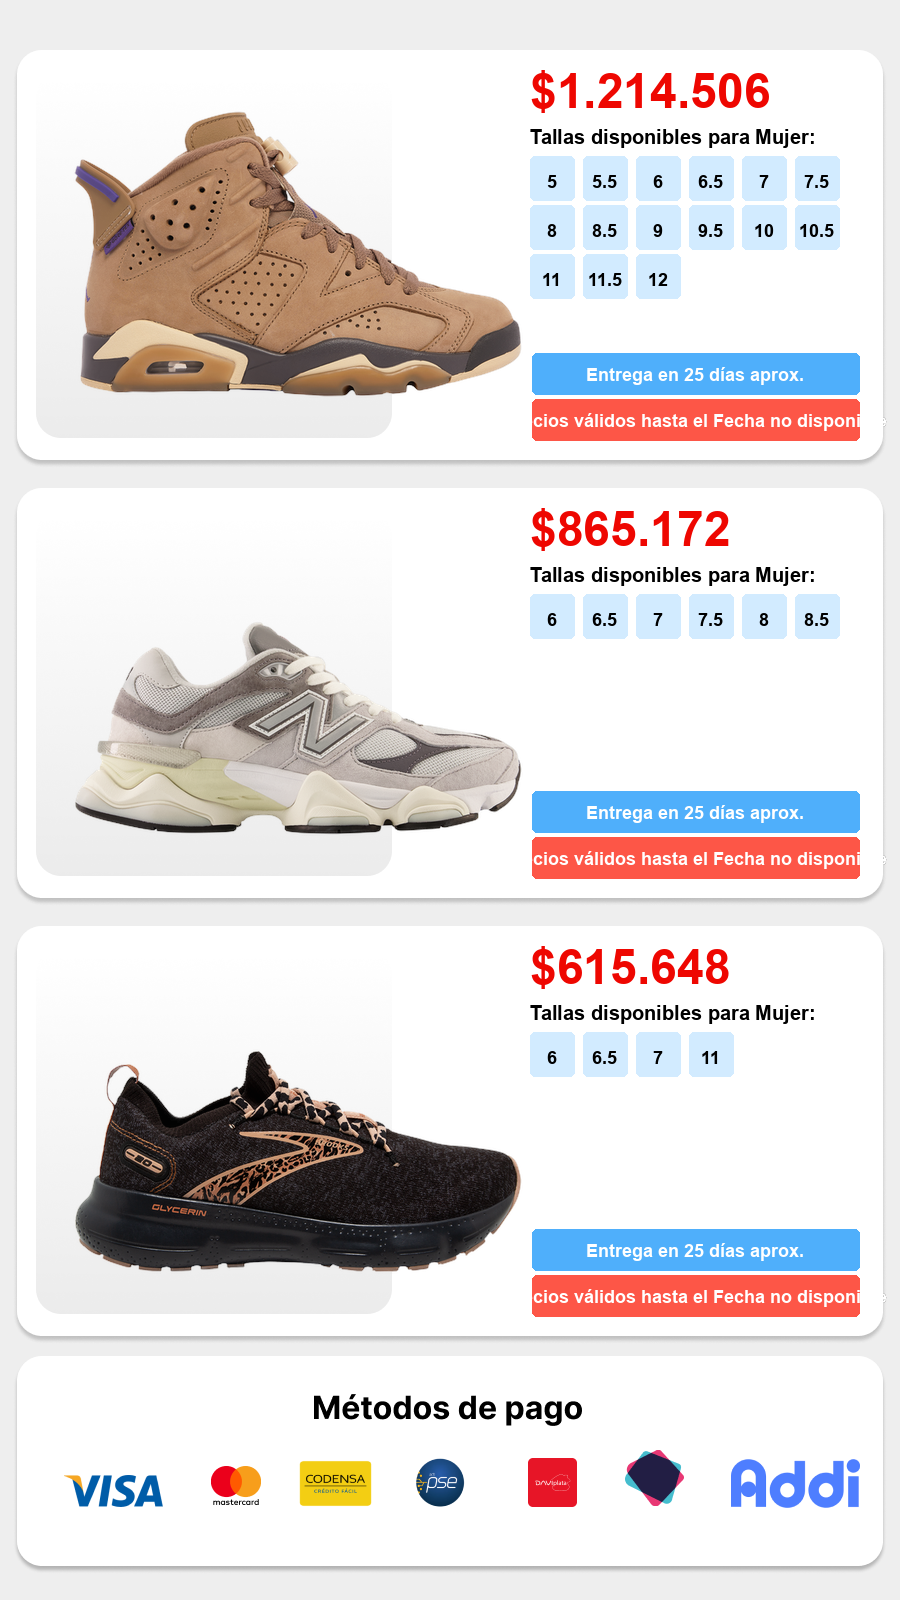 $1.214.506
Tallas disponibles para Mujer:
5 5.5 6 6.5 7 7.5
8 8.5 9 9.5 10 10.5
11 11.5 12
Entrega en 25 días aprox.
cios válidos hasta el Fecha no disponi
$865.172
Tallas disponibles para Mujer:
6 6.5 7 7.5 8 8.5
Entrega en 25 días aprox.
cios válidos hasta el Fecha no disponi
$615.648
Tallas disponibles para Mujer:
6 6.5 7 11
GLYCERIN
Entrega en 25 días aprox.
cios válidos hasta el Fecha no disponi
Métodos de pago
VISA mastercard CODENSA pse DAViplata Addi
CRÉDITO FÁCIL